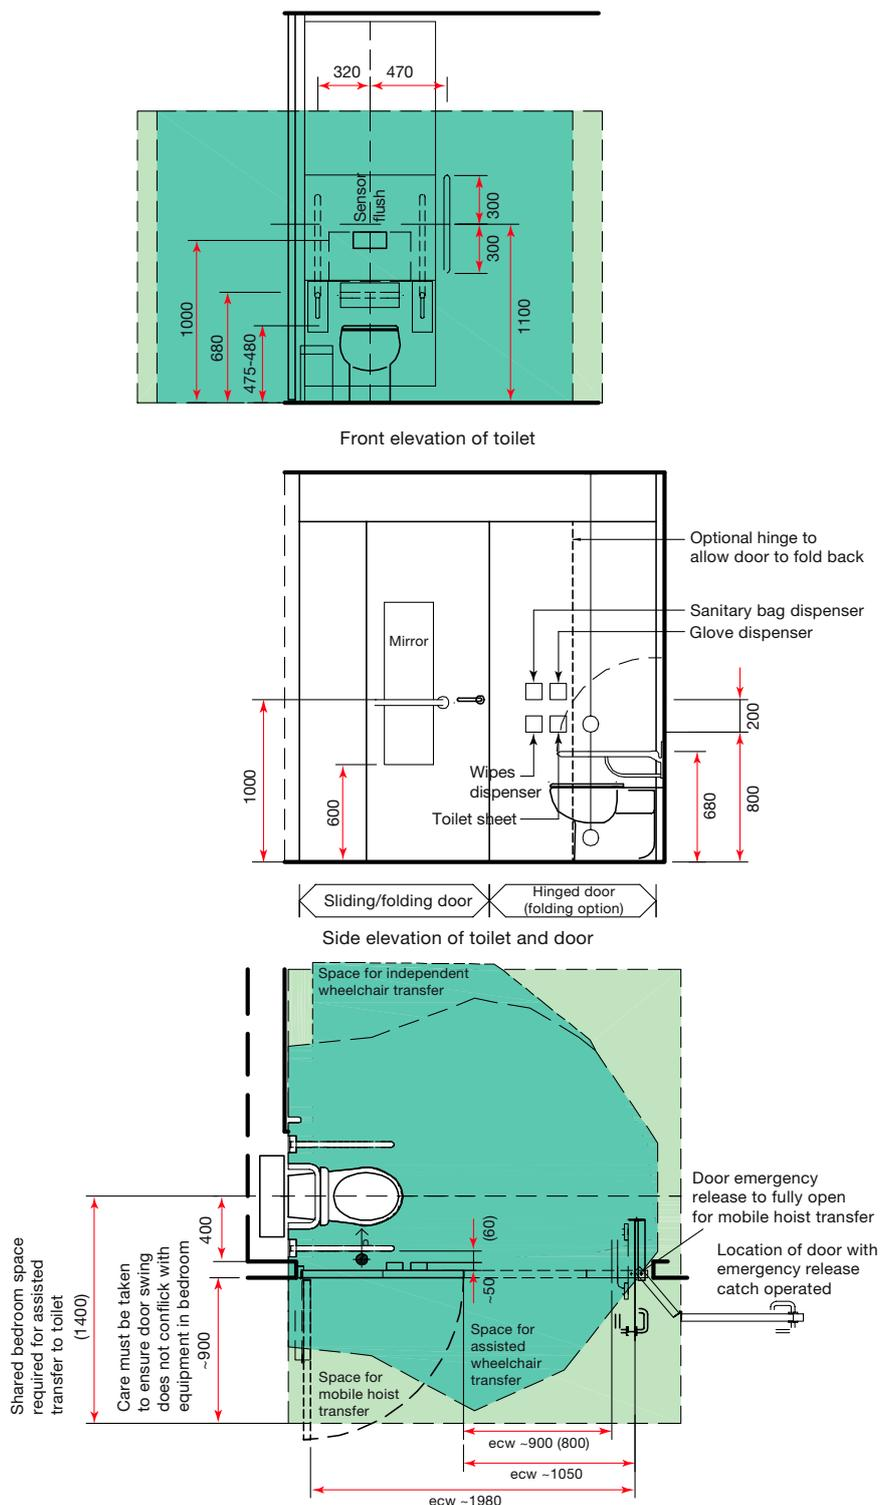 320
470
Sensor
flush
300
300
1000
680
475-480
1100
Front elevation of toilet
Optional hinge to
allow door to fold back
Sanitary bag dispenser
Glove dispenser
Mirror
200
1000
600
Wipes
dispenser
Toilet sheet
680
800
Sliding/folding door
Hinged door
(folding option)
Side elevation of toilet and door
Space for independent
wheelchair transfer
Door emergency
release to fully open
for mobile hoist transfer
Location of door with
emergency release
catch operated
400
(60)
~50
Shared bedroom space
required for assisted
transfer to toilet
(1400)
Care must be taken
to ensure door swing
does not conflick with
equipment in bedroom
~900
Space for
assisted
wheelchair
transfer
Space for
mobile hoist
transfer
ecw ~900 (800)
ecw ~1050
ecw ~1980